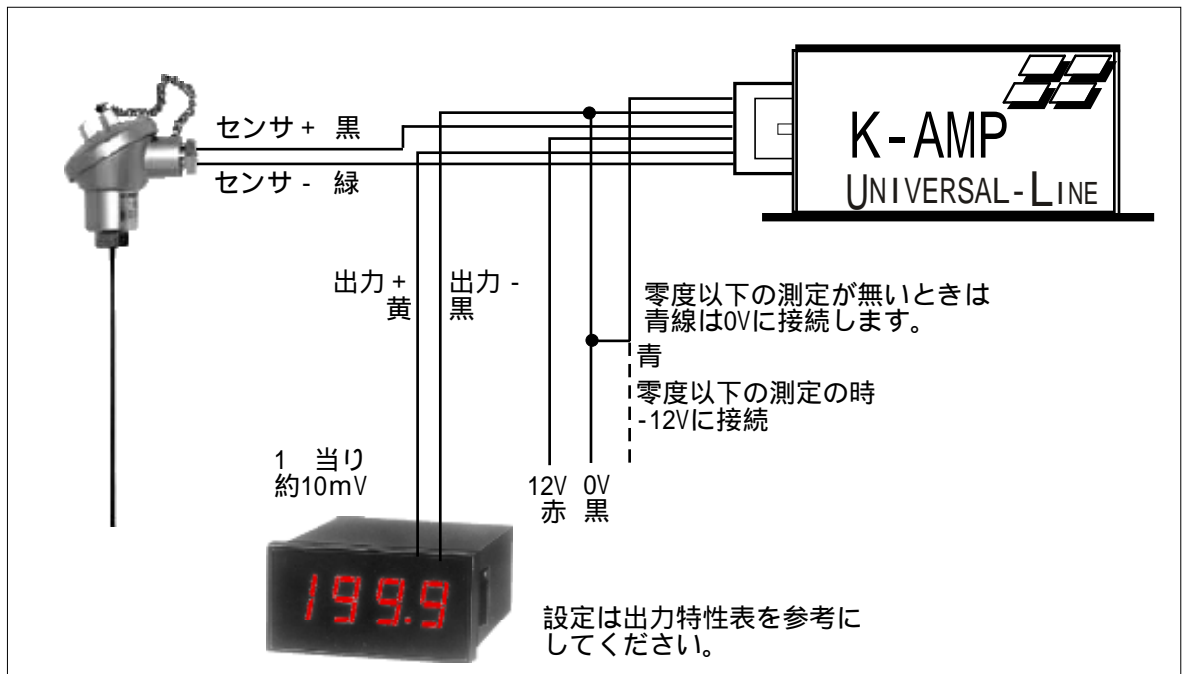 センサ + 黒
センサ - 緑
K-AMP
UNIVERSAL-LINE
出力 +
黄
出力 -
黒
零度以下の測定が無いときは
青線は0Vに接続します。
青
零度以下の測定の時
-12Vに接続
1 当り
約10mV
12V
赤
0V
黒
199.9
設定は出力特性表を参考に
してください。